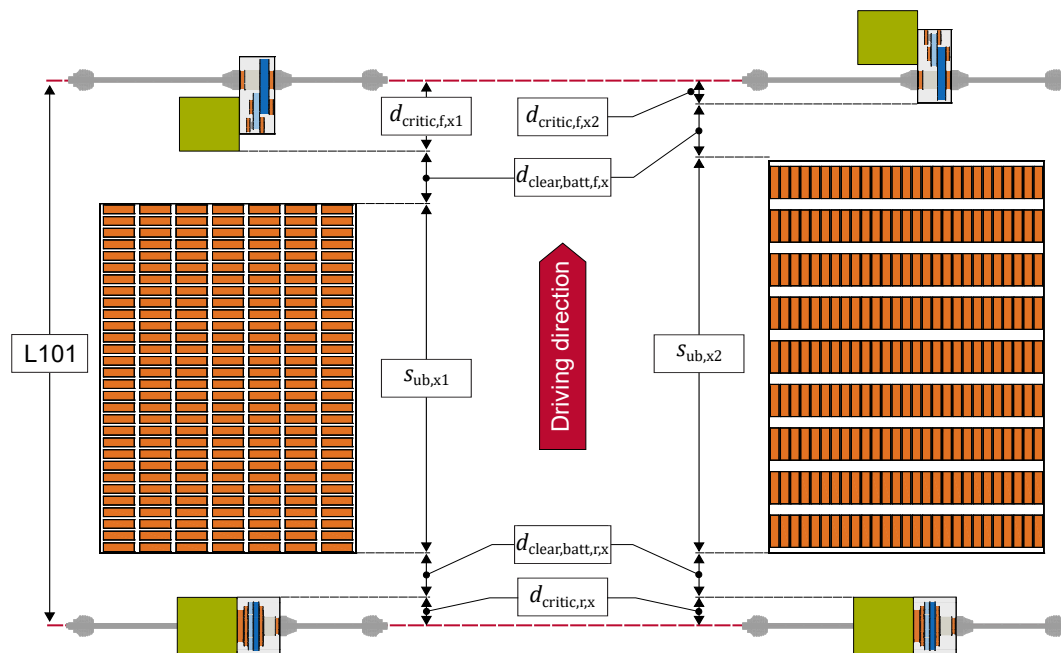 d_critic,f,x1
d_critic,f,x2
d_clear,batt,f,x
L101
s_ub,x1
Driving direction
s_ub,x2
d_clear,batt,r,x
d_critic,r,x